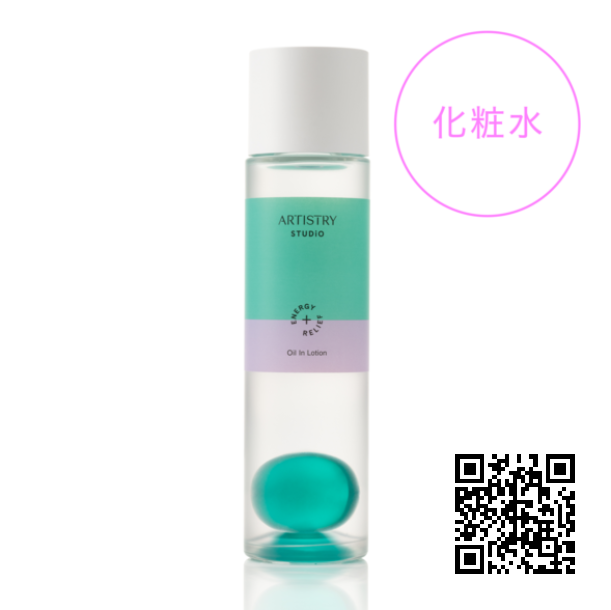 化粧水
ARTISTRY
STUDIO
ENERGY
+
RELIEF
Oil In Lotion